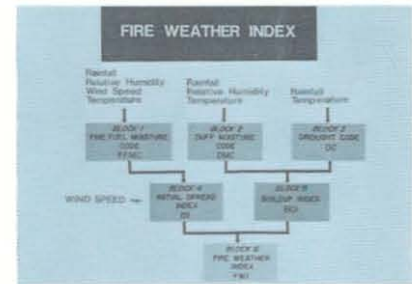 FIRE WEATHER INDEX
Rainfall
Relative Humidity
Wind Speed
Temperature
Rainfall
Relative Humidity
Temperature
Rainfall
Temperature
BLOCK 1
FINE FUEL MOISTURE
CODE
FFMC
BLOCK 2
DUFF MOISTURE
CODE
DMC
BLOCK 3
DROUGHT CODE
DC
WIND SPEED
BLOCK 4
INITIAL SPREAD
INDEX
ISI
BLOCK 5
BUILDUP INDEX
BUI
BLOCK 6
FIRE WEATHER
INDEX
FWI